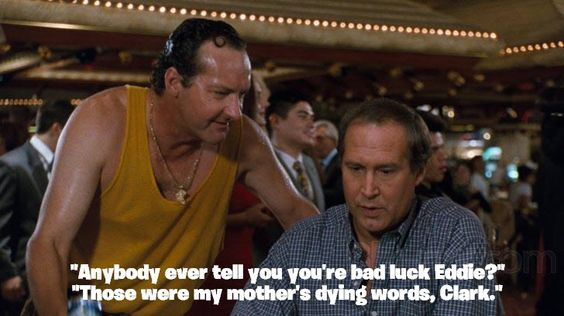 "Anybody ever tell you you're bad luck Eddie?"
"Those were my mother's dying words, Clark."